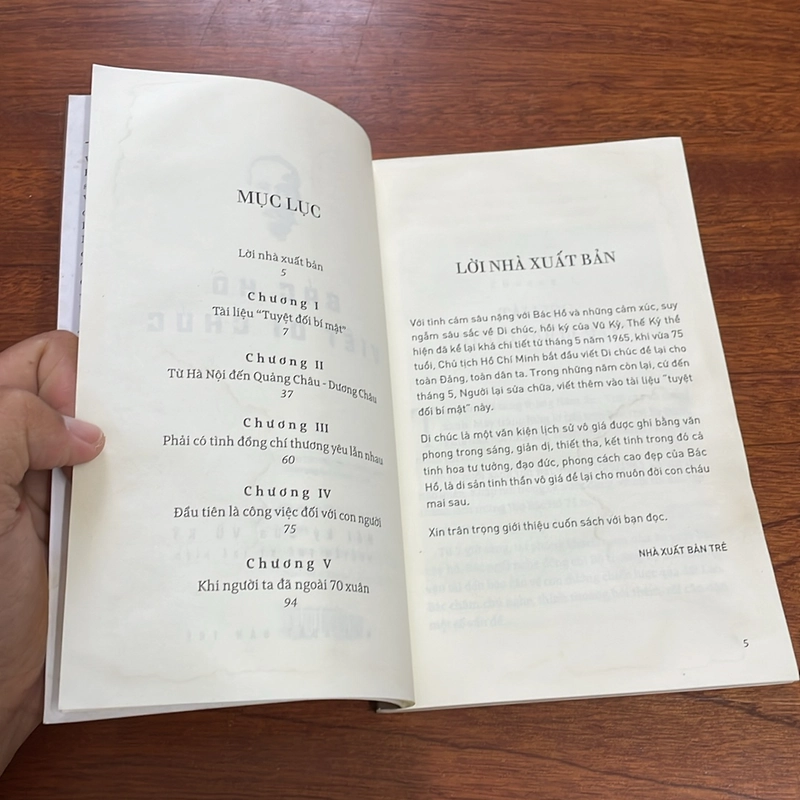 MỤC LỤC
Lời nhà xuất bản
5
Chương I
Tài liệu "Tuyệt đối bí mật"
7
Chương II
Từ Hà Nội đến Quảng Châu - Dương Châu
37
Chương III
Phải có tình đồng chí thương yêu lẫn nhau
60
Chương IV
Đầu tiên là công việc đối với con người
75
Chương V
Khi người ta đã ngoài 70 xuân
94
LỜI NHÀ XUẤT BẢN
Với tình cảm sâu nặng với Bác Hồ và những cảm xúc, suy
ngẫm sâu sắc về Di chúc, hồi ký của Vũ Kỳ, Thế Kỷ thể
hiện đã kể lại khá chi tiết từ tháng 5 năm 1965, khi vừa 75
tuổi, Chủ tịch Hồ Chí Minh bắt đầu viết Di chúc để lại cho
toàn Đảng, toàn dân ta. Trong những năm còn lại, cứ đến
tháng 5, Người lại sửa chữa, viết thêm vào tài liệu "tuyệt
đối bí mật" này.
Di chúc là một văn kiện lịch sử vô giá được ghi bằng văn
phong trong sáng, giản dị, thiết tha, kết tinh trong đó cả
tinh hoa tư tưởng, đạo đức, phong cách cao đẹp của Bác
Hồ, là di sản tinh thần vô giá để lại cho muôn đời con cháu
mai sau.
Xin trân trọng giới thiệu cuốn sách với bạn đọc.
NHÀ XUẤT BẢN TRẺ
5